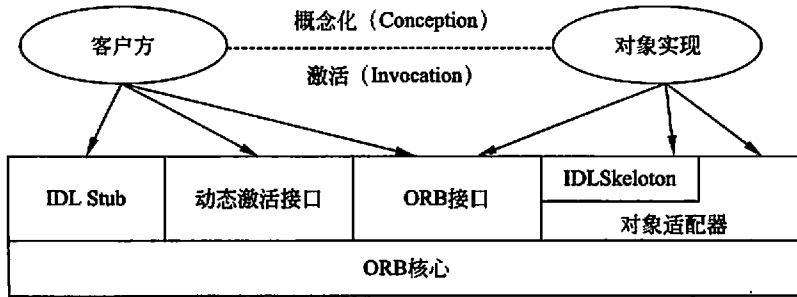 客户方
概念化（Conception）
对象实现
激活（Invocation）
IDL Stub
动态激活接口
ORB接口
IDLSkeloton
对象适配器
ORB核心